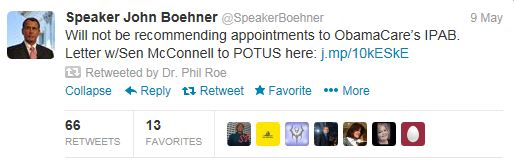 Speaker John Boehner @SpeakerBoehner 9 May
Will not be recommending appointments to ObamaCare's IPAB.
Letter w/Sen McConnell to POTUS here: j.mp/10kESkE
Retweeted by Dr. Phil Roe
Collapse Reply Retweet Favorite ••• More
66 13
RETWEETS FAVORITES